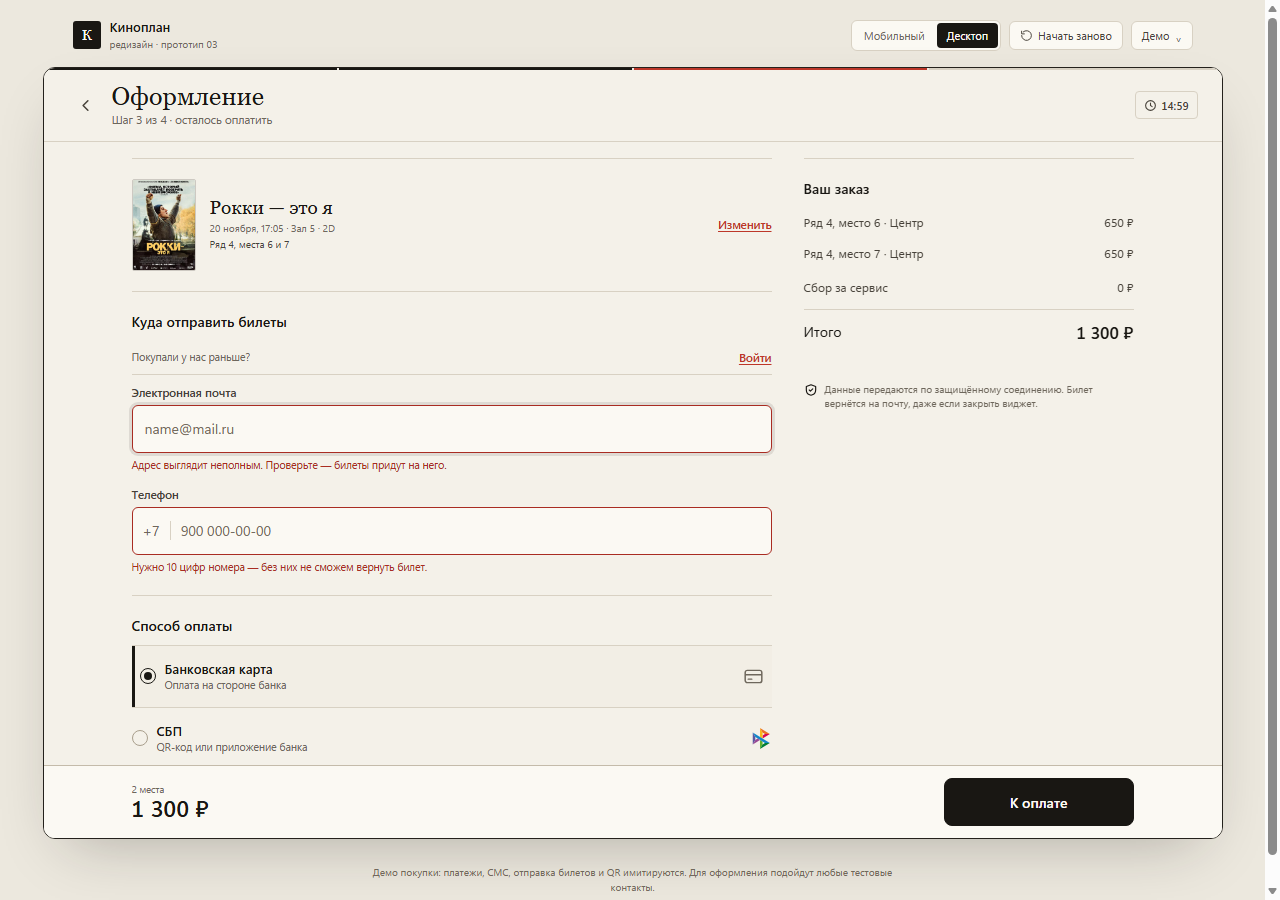 К
Киноплан
редизайн · прототип 03
Мобильный
Десктоп
Начать заново
Демо
Оформление
Шаг 3 из 4 · осталось оплатить
14:59
РОККИ
ЭТО Я
Рокки — это я
20 ноября, 17:05 · Зал 5 · 2D
Ряд 4, места 6 и 7
Изменить
Куда отправить билеты
Покупали у нас раньше?
Войти
Электронная почта
name@mail.ru
Адрес выглядит неполным. Проверьте — билеты придут на него.
Телефон
+7
900 000-00-00
Нужно 10 цифр номера — без них не сможем вернуть билет.
Способ оплаты
Банковская карта
Оплата на стороне банка
СБП
QR-код или приложение банка
Ваш заказ
Ряд 4, место 6 · Центр
650 ₽
Ряд 4, место 7 · Центр
650 ₽
Сбор за сервис
0 ₽
Итого
1 300 ₽
Данные передаются по защищённому соединению. Билет
вернётся на почту, даже если закрыть виджет.
2 места
1 300 ₽
К оплате
Демо покупки: платежи, СМС, отправка билетов и QR имитируются. Для оформления подойдут любые тестовые
контакты.